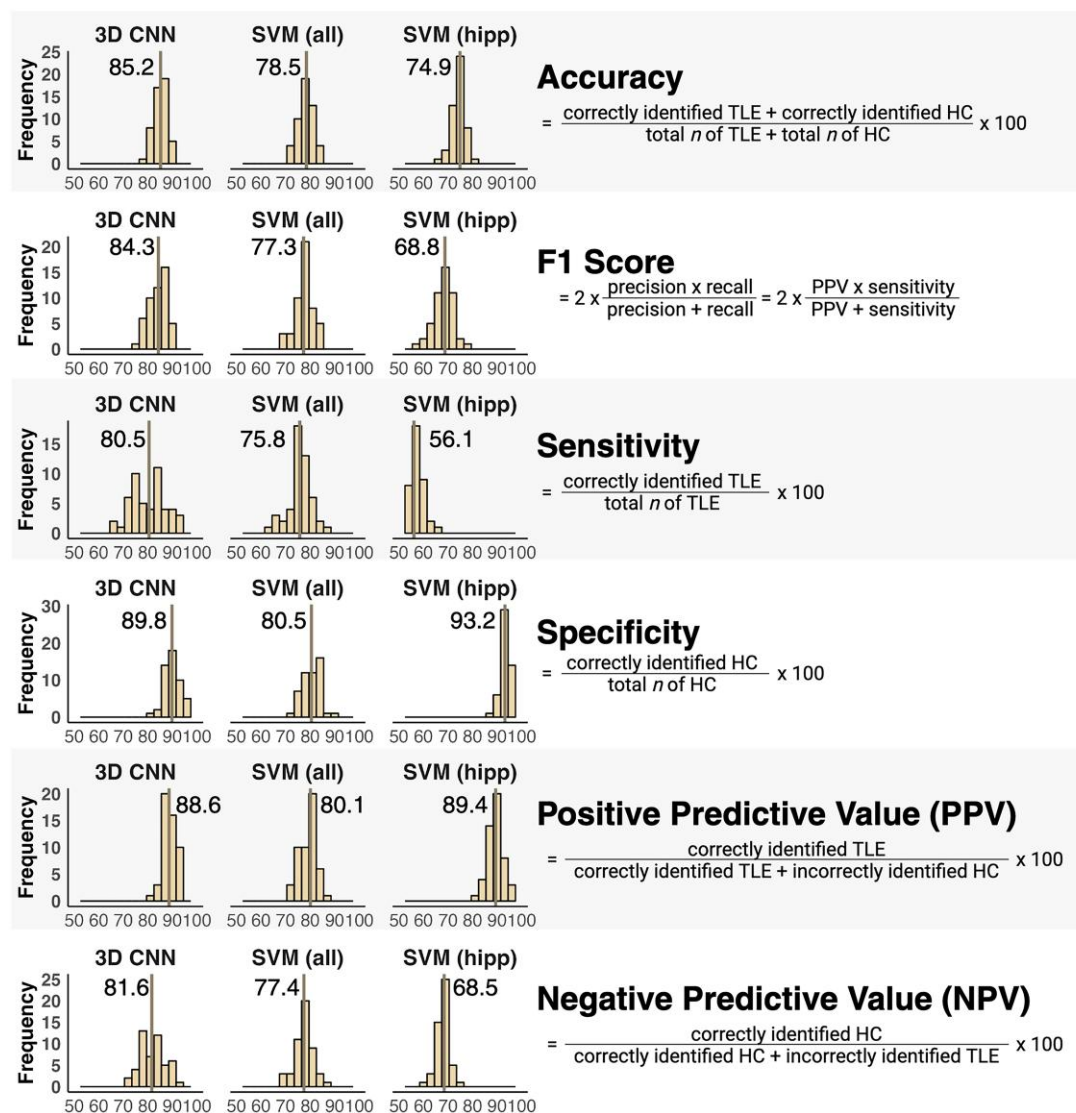 3D CNN SVM (all) SVM (hipp)
85.2 78.5 74.9
Accuracy
= correctly identified TLE + correctly identified HC
total n of TLE + total n of HC
x 100
Frequency
25
20
15
10
5
0
50 60 70 80 90100 50 60 70 80 90100 50 60 70 80 90100
3D CNN SVM (all) SVM (hipp)
84.3 77.3 68.8
F1 Score
= 2 x precision x recall = 2 x PPV x sensitivity
precision + recall PPV + sensitivity
Frequency
20
15
10
5
0
50 60 70 80 90100 50 60 70 80 90100 50 60 70 80 90100
3D CNN SVM (all) SVM (hipp)
80.5 75.8 56.1
Sensitivity
= correctly identified TLE x 100
total n of TLE
Frequency
15
10
5
0
50 60 70 80 90100 50 60 70 80 90100 50 60 70 80 90100
3D CNN SVM (all) SVM (hipp)
89.8 80.5 93.2
Specificity
= correctly identified HC x 100
total n of HC
Frequency
30
20
10
0
50 60 70 80 90100 50 60 70 80 90100 50 60 70 80 90100
3D CNN SVM (all) SVM (hipp)
88.6 80.1 89.4
Positive Predictive Value (PPV)
= correctly identified TLE x 100
correctly identified TLE + incorrectly identified HC
Frequency
20
15
10
5
0
50 60 70 80 90100 50 60 70 80 90100 50 60 70 80 90100
3D CNN SVM (all) SVM (hipp)
81.6 77.4 68.5
Negative Predictive Value (NPV)
= correctly identified HC x 100
correctly identified HC + incorrectly identified TLE
Frequency
25
20
15
10
5
0
50 60 70 80 90100 50 60 70 80 90100 50 60 70 80 90100